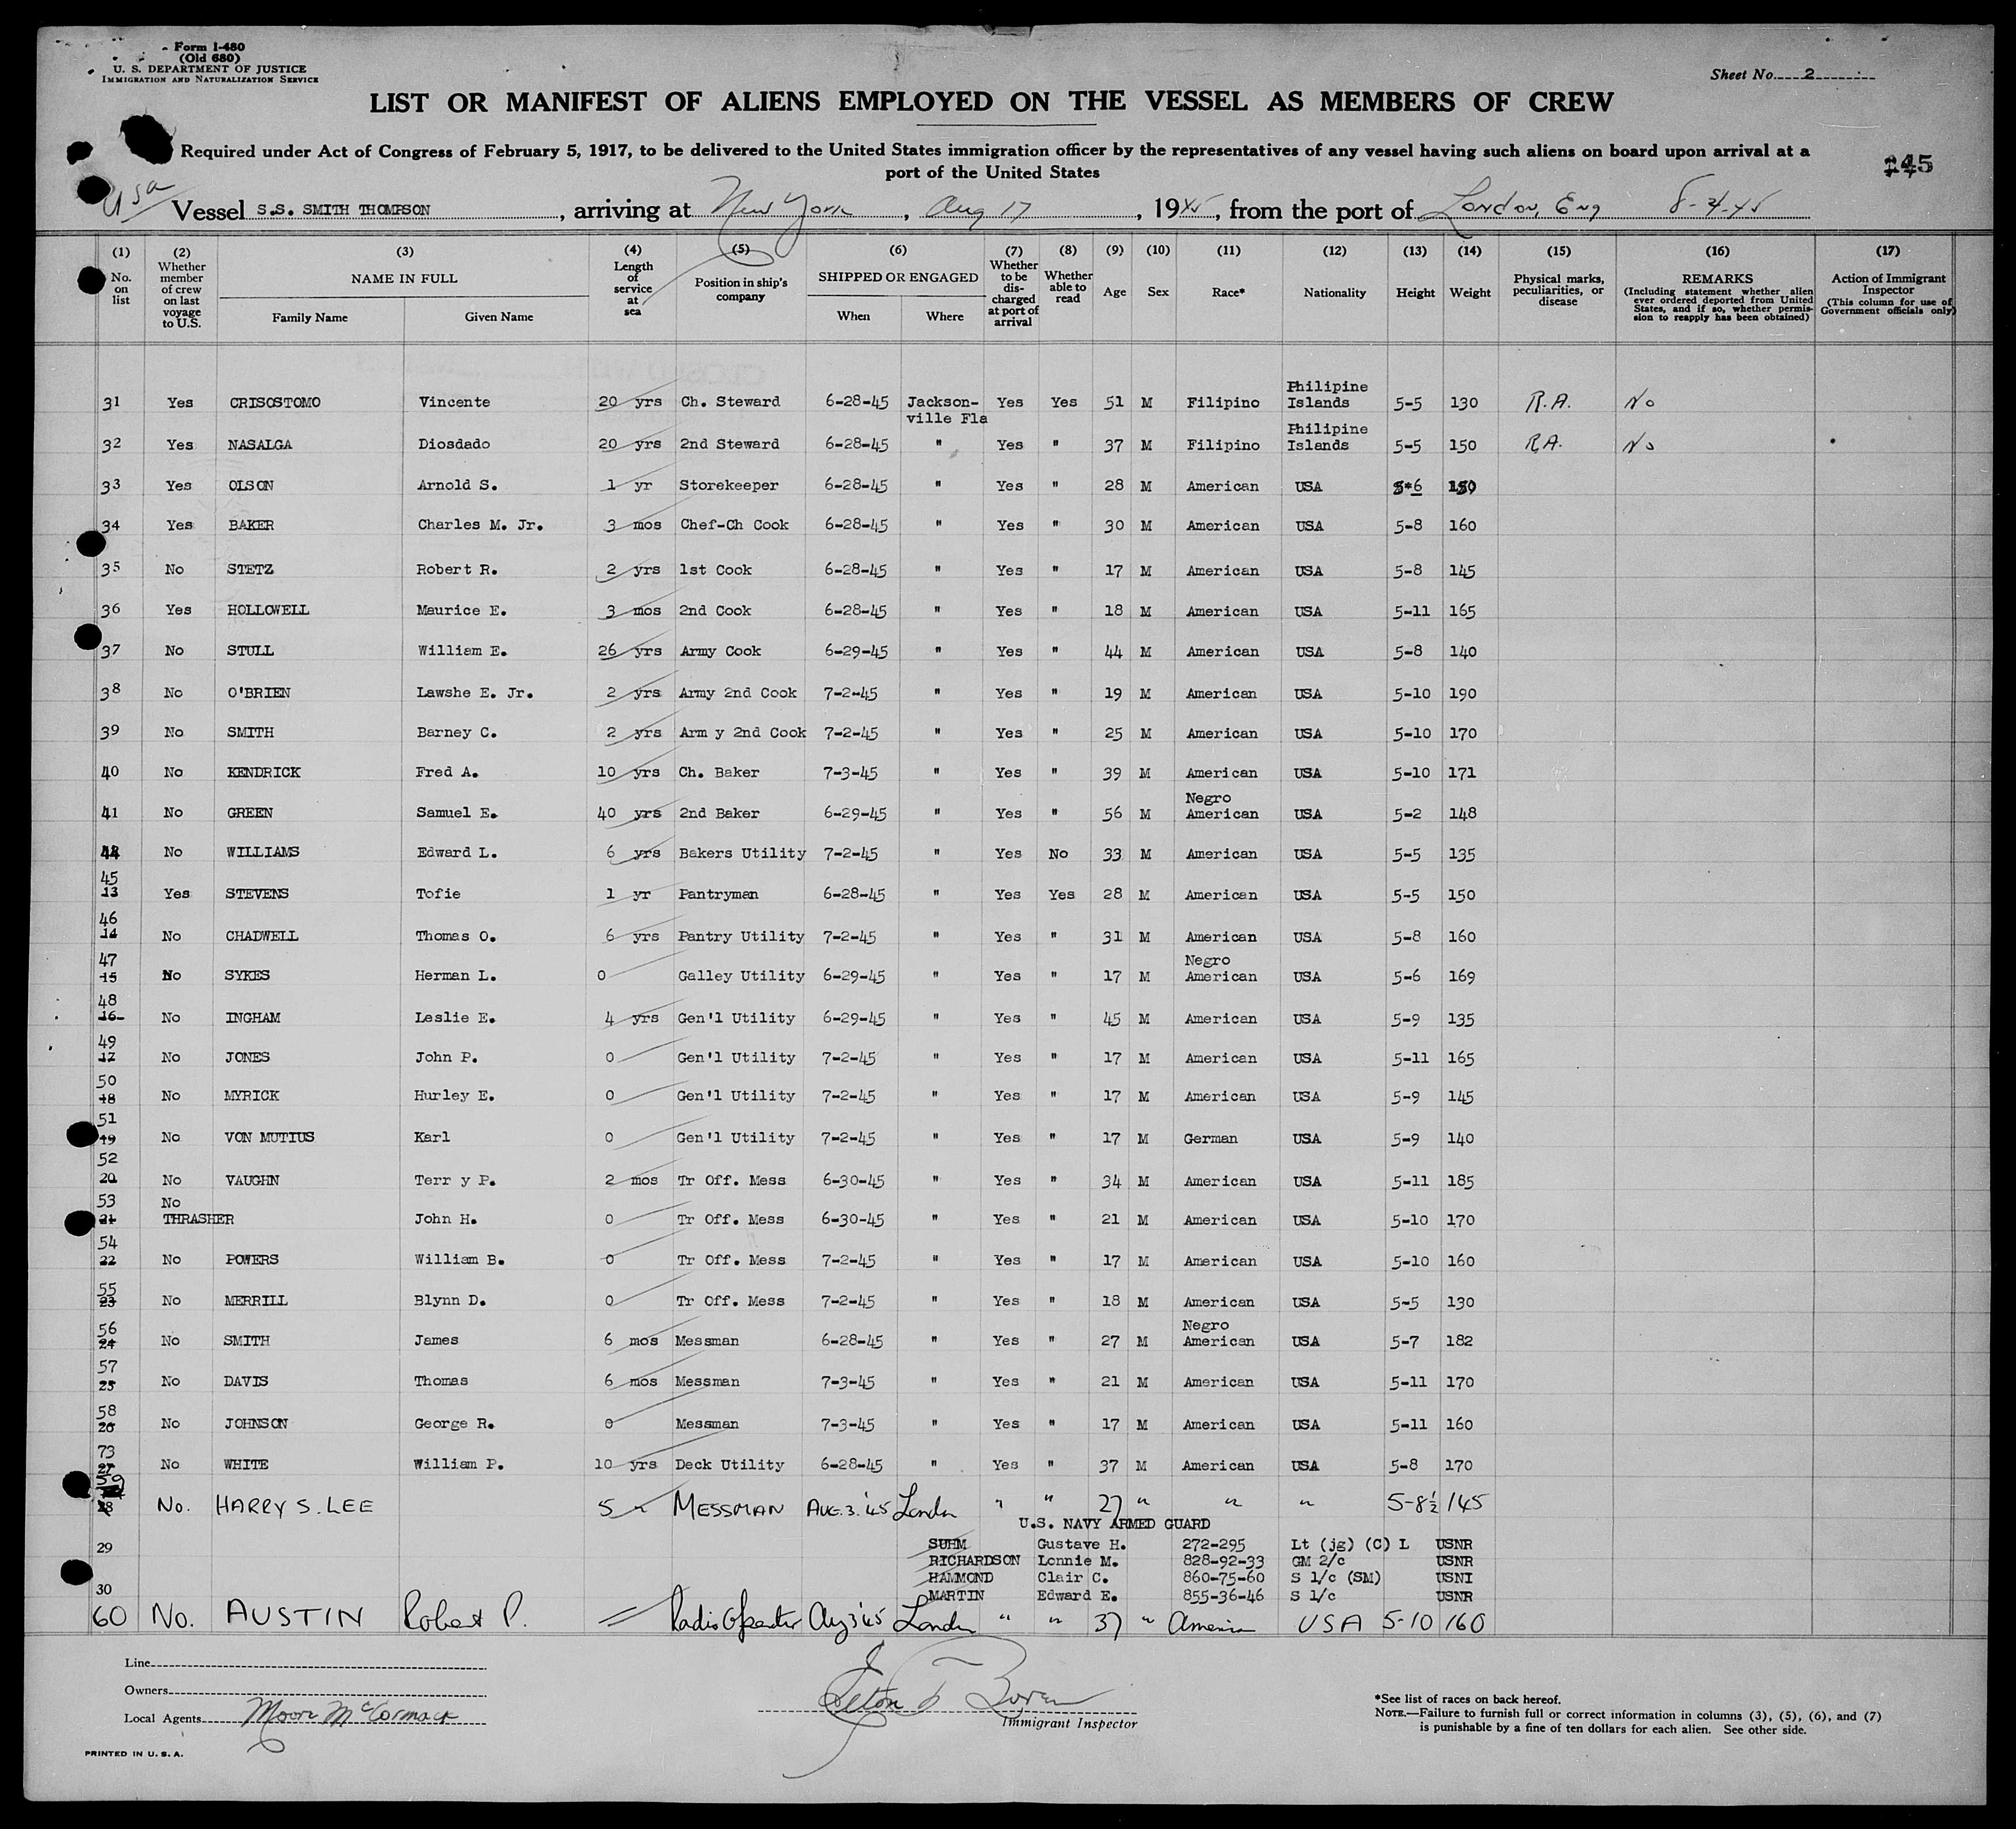 Form I-480
(Old 680)
U. S. DEPARTMENT OF JUSTICE
IMMIGRATION AND NATURALIZATION SERVICE
Sheet No. 2
LIST OR MANIFEST OF ALIENS EMPLOYED ON THE VESSEL AS MEMBERS OF CREW
Required under Act of Congress of February 5, 1917, to be delivered to the United States immigration officer by the representatives of any vessel having such aliens on board upon arrival at a
port of the United States
145
USA
Vessel S.S. SMITH THOMPSON, arriving at New York, Aug 17, 1945, from the port of London, Eng 8-4-45
(1) No. on list (2) Whether member of crew on last voyage to U.S. (3) NAME IN FULL Family Name Given Name (4) Length of service at sea (5) Position in ship's company (6) SHIPPED OR ENGAGED When Where (7) Whether to be discharged at port of arrival (8) Whether able to read (9) Age (10) Sex (11) Race* (12) Nationality (13) Height (14) Weight (15) Physical marks, peculiarities, or disease (16) REMARKS (Including statement whether alien ever ordered deported from United States, and if so, whether permission to reapply has been obtained) (17) Action of Immigrant Inspector (This column for use of Government officials only)
31 Yes CRISOSTOMO Vincente 20 yrs Ch. Steward 6-28-45 Jackson-ville Fla Yes Yes 51 M Filipino Philipine Islands 5-5 130 R.A. No
32 Yes NASALGA Diosdado 20 yrs 2nd Steward 6-28-45 " Yes " 37 M Filipino Philipine Islands 5-5 150 R.A. No
33 Yes OLSON Arnold S. 1 yr Storekeeper 6-28-45 " Yes " 28 M American USA 5-6
34 Yes BAKER Charles M. Jr. 3 mos Chef-Ch Cook 6-28-45 " Yes " 30 M American USA 5-8 160
35 No STETZ Robert R. 2 yrs 1st Cook 6-28-45 " Yes " 17 M American USA 5-8 145
36 Yes HOLLOWELL Maurice E. 3 mos 2nd Cook 6-28-45 " Yes " 18 M American USA 5-11 165
37 No STULL William E. 26 yrs Army Cook 6-29-45 " Yes " 44 M American USA 5-8 140
38 No O'BRIEN Lawshe E. Jr. 2 yrs Army 2nd Cook 7-2-45 " Yes " 19 M American USA 5-10 190
39 No SMITH Barney C. 2 yrs Arm y 2nd Cook 7-2-45 " Yes " 25 M American USA 5-10 170
40 No KENDRICK Fred A. 10 yrs Ch. Baker 7-3-45 " Yes " 39 M American USA 5-10 171
41 No GREEN Samuel E. 40 yrs 2nd Baker 6-29-45 " Yes " 56 M Negro American USA 5-2 148
44 No WILLIAMS Edward L. 6 yrs Bakers Utility 7-2-45 " Yes No 33 M American USA 5-5 135
45 13 Yes STEVENS Tofie 1 yr Pantryman 6-28-45 " Yes Yes 28 M American USA 5-5 150
46 14 No CHADWELL Thomas O. 6 yrs Pantry Utility 7-2-45 " Yes " 31 M American USA 5-8 160
47 15 No SYKES Herman L. 0 Galley Utility 6-29-45 " Yes " 17 M Negro American USA 5-6 169
48 16 No INGHAM Leslie E. 4 yrs Gen'l Utility 6-29-45 " Yes " 45 M American USA 5-9 135
49 17 No JONES John P. 0 Gen'l Utility 7-2-45 " Yes " 17 M American USA 5-11 165
50 18 No MYRICK Hurley E. 0 Gen'l Utility 7-2-45 " Yes " 17 M American USA 5-9 145
51 19 No VON MUTIUS Karl 0 Gen'l Utility 7-2-45 " Yes " 17 M German USA 5-9 140
52 20 No VAUGHN Terr y P. 2 mos Tr Off. Mess 6-30-45 " Yes " 34 M American USA 5-11 185
53 21 No THRASHER John H. 0 Tr Off. Mess 6-30-45 " Yes " 21 M American USA 5-10 170
54 22 No POWERS William B. 0 Tr Off. Mess 7-2-45 " Yes " 17 M American USA 5-10 160
55 23 No MERRILL Blynn D. 0 Tr Off. Mess 7-2-45 " Yes " 18 M American USA 5-5 130
56 24 No SMITH James 6 mos Messman 6-28-45 " Yes " 27 M Negro American USA 5-7 182
57 25 No DAVIS Thomas 6 mos Messman 7-3-45 " Yes " 21 M American USA 5-11 170
58 26 No JOHNSON George R. 0 Messman 7-3-45 " Yes " 17 M American USA 5-11 160
73 27 No WHITE William P. 10 yrs Deck Utility 6-28-45 " Yes " 37 M American USA 5-8 170
59 28 No. HARRY S. LEE 5 " MESSMAN AUG. 3. '45 London " " 27 " " " 5-8½ 145
U.S. NAVY ARMED GUARD
29 SUHM Gustave H. 272-295 Lt (jg) (C) L USNR
RICHARDSON Lonnie M. 828-92-33 GM 2/c USNR
HAMMOND Clair C. 860-75-60 S 1/c (SM) USNI
30 MARTIN Edward E. 855-36-46 S 1/c USNR
60 No. AUSTIN Robert P. Radio Operator Aug 3 '45 London " " 37 " American USA 5-10 160
Line
Owners
Local Agents Moore McCormack
Immigrant Inspector
*See list of races on back hereof.
NOTE.—Failure to furnish full or correct information in columns (3), (5), (6), and (7)
is punishable by a fine of ten dollars for each alien. See other side.
PRINTED IN U. S. A.